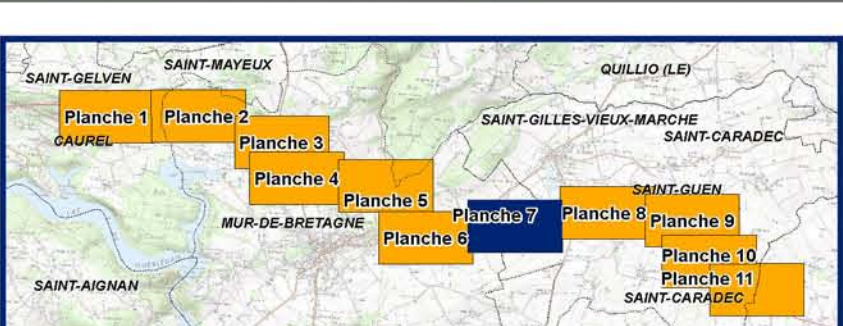 SAINT-MAYEUX
QUILLIO (LE)
SAINT-GELVEN
Planche 1
Planche 2
SAINT-GILLES-VIEUX-MARCHE
SAINT-CARADEC
CAUREL
Planche 3
Planche 4
SAINT-GUEN
Planche 5
Planche 7
Planche 8
Planche 9
MUR-DE-BRETAGNE
Planche 6
Planche 10
Planche 11
SAINT-AIGNAN
SAINT-CARADEC